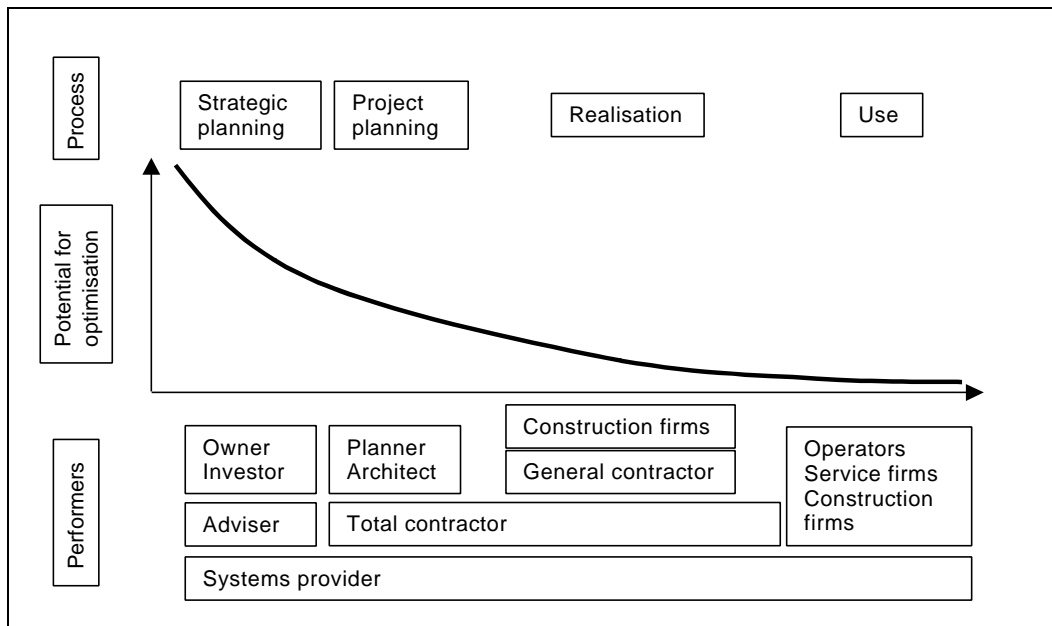 Process
Strategic
planning
Project
planning
Realisation
Use
Potential for
optimisation
Performers
Owner
Investor
Planner
Architect
Construction firms
General contractor
Operators
Service firms
Construction
firms
Adviser
Total contractor
Systems provider